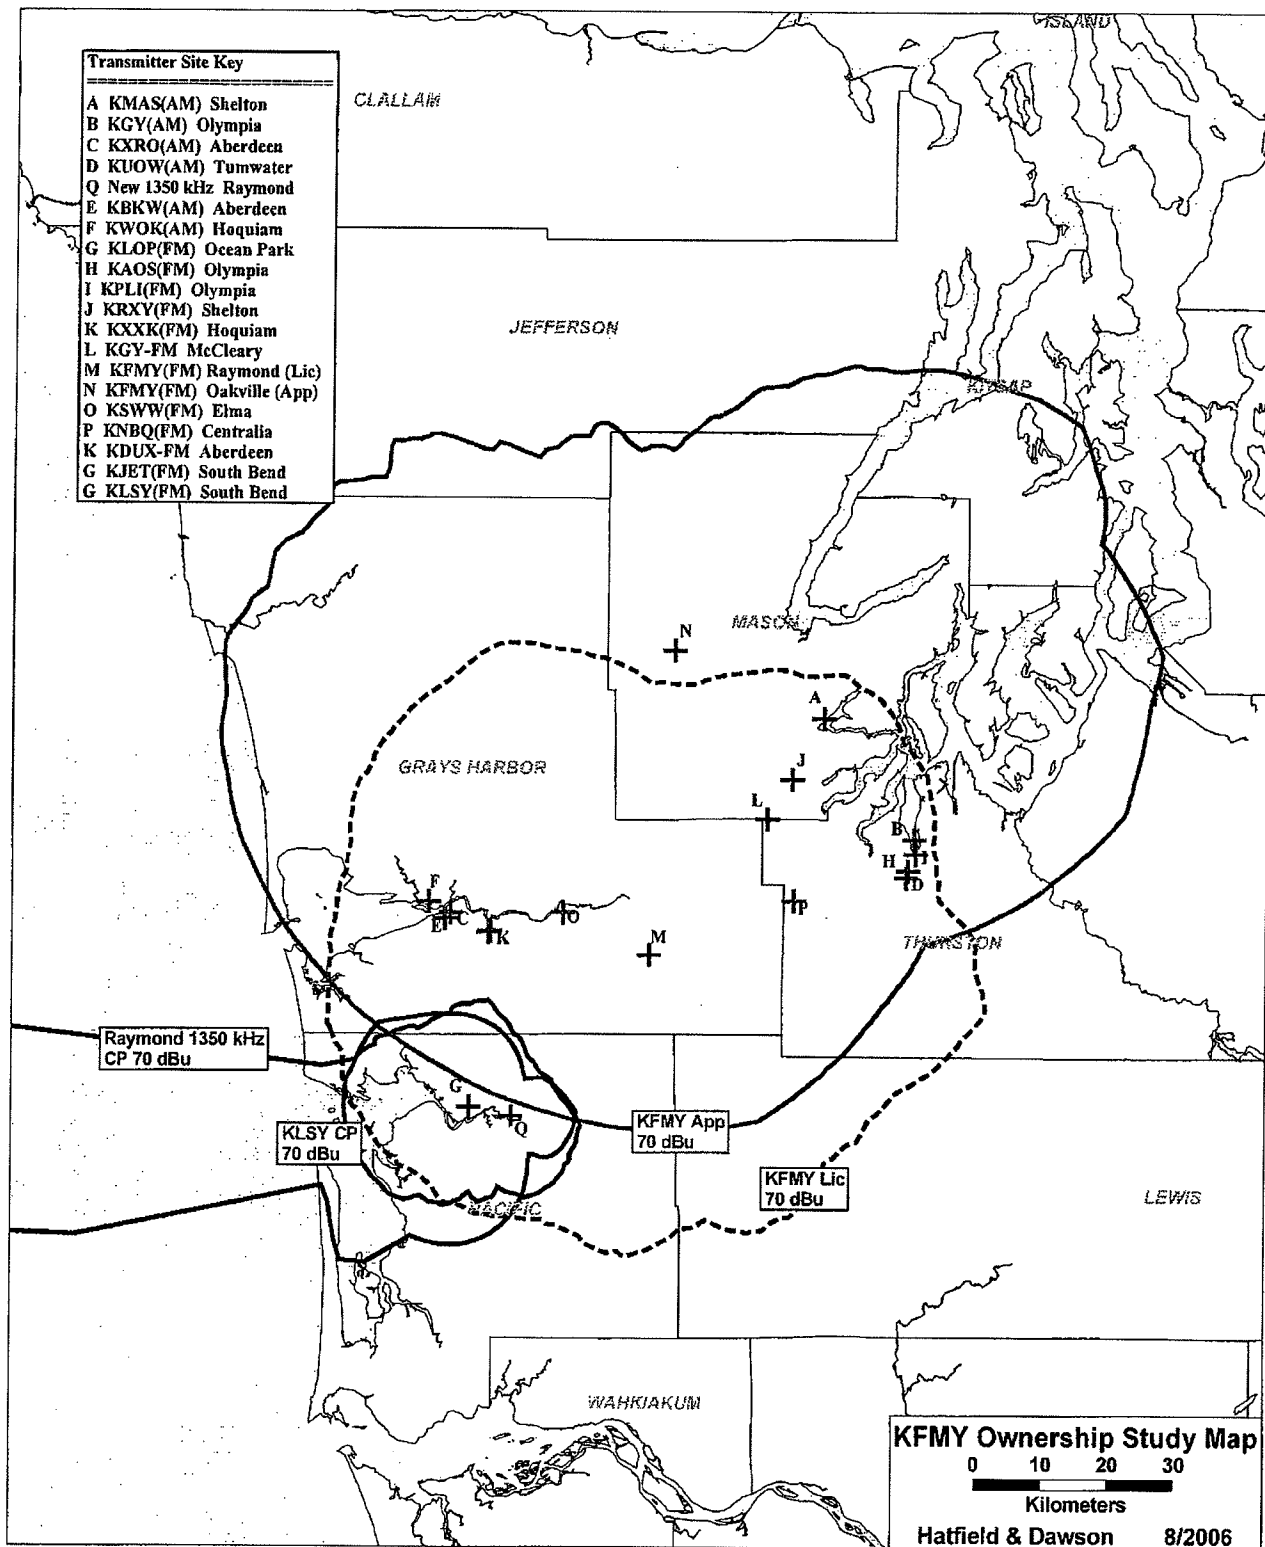 ISLAND
Transmitter Site Key
==============================
A KMAS(AM) Shelton
B KGY(AM) Olympia
C KXRO(AM) Aberdeen
D KUOW(AM) Tumwater
Q New 1350 kHz Raymond
E KBKW(AM) Aberdeen
F KWOK(AM) Hoquiam
G KLOP(FM) Ocean Park
H KAOS(FM) Olympia
I KPLI(FM) Olympia
J KRXY(FM) Shelton
K KXXK(FM) Hoquiam
L KGY-FM McCleary
M KFMY(FM) Raymond (Lic)
N KFMY(FM) Oakville (App)
O KSWW(FM) Elma
P KNBQ(FM) Centralia
K KDUX-FM Aberdeen
G KJET(FM) South Bend
G KLSY(FM) South Bend
CLALLAM
JEFFERSON
KITSAP
MASON
N
A
GRAYS HARBOR
J
L
B
I
H
D
F
E
C
K
O
P
M
THURSTON
Raymond 1350 kHz
CP 70 dBu
G
Q
KLSY CP
70 dBu
KFMY App
70 dBu
KFMY Lic
70 dBu
PACIFIC
LEWIS
WAHKIAKUM
KFMY Ownership Study Map
0 10 20 30
Kilometers
Hatfield & Dawson 8/2006